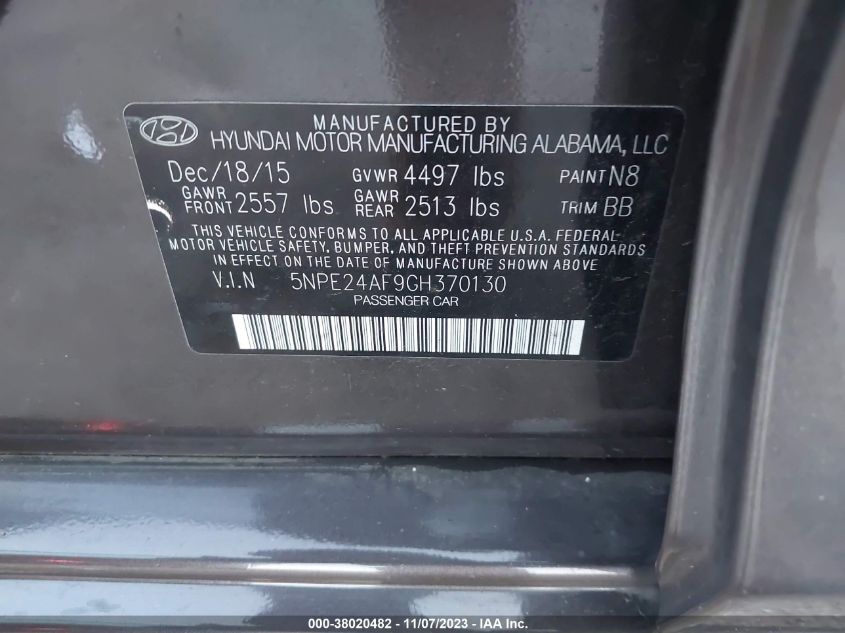 MANUFACTURED BY
HYUNDAI MOTOR MANUFACTURING ALABAMA, LLC
Dec/18/15 GVWR 4497 lbs PAINT N8
GAWR FRONT 2557 lbs GAWR REAR 2513 lbs TRIM BB
THIS VEHICLE CONFORMS TO ALL APPLICABLE U.S.A. FEDERAL-
MOTOR VEHICLE SAFETY, BUMPER, AND THEFT PREVENTION STANDARDS
IN EFFECT ON THE DATE OF MANUFACTURE SHOWN ABOVE
V.I.N 5NPE24AF9GH370130
PASSENGER CAR
000-38020482 - 11/07/2023 - IAA Inc.